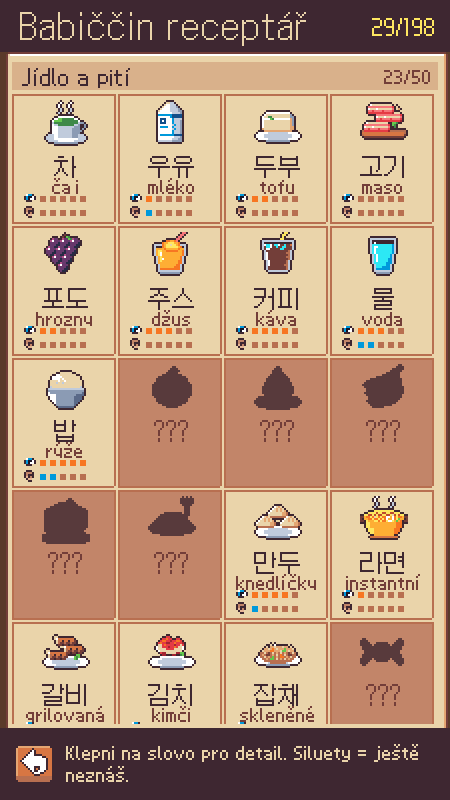 Babiččin receptář 29/198
Jídlo a pití 23/50
차 우유 두부 고기
čai mléko tofu maso
포도 주스 커피 물
hrozny džus káva voda
밥 ??? ??? ???
rýže
??? ??? 만두 라면
knedlíčky instantní
갈비 김치 잡채 ???
grilovaná kimči skleněné
Klepni na slovo pro detail. Siluety = ještě
neznáš.